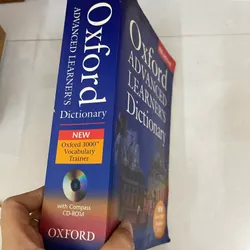 Oxford
ADVANCED
LEARNER'S
Dictionary
NEW
Oxford 3000™
Vocabulary
Trainer
with Compass
CD-ROM
OXFORD
Oxford
ADVANCED
LEARNER'S
Dictionary